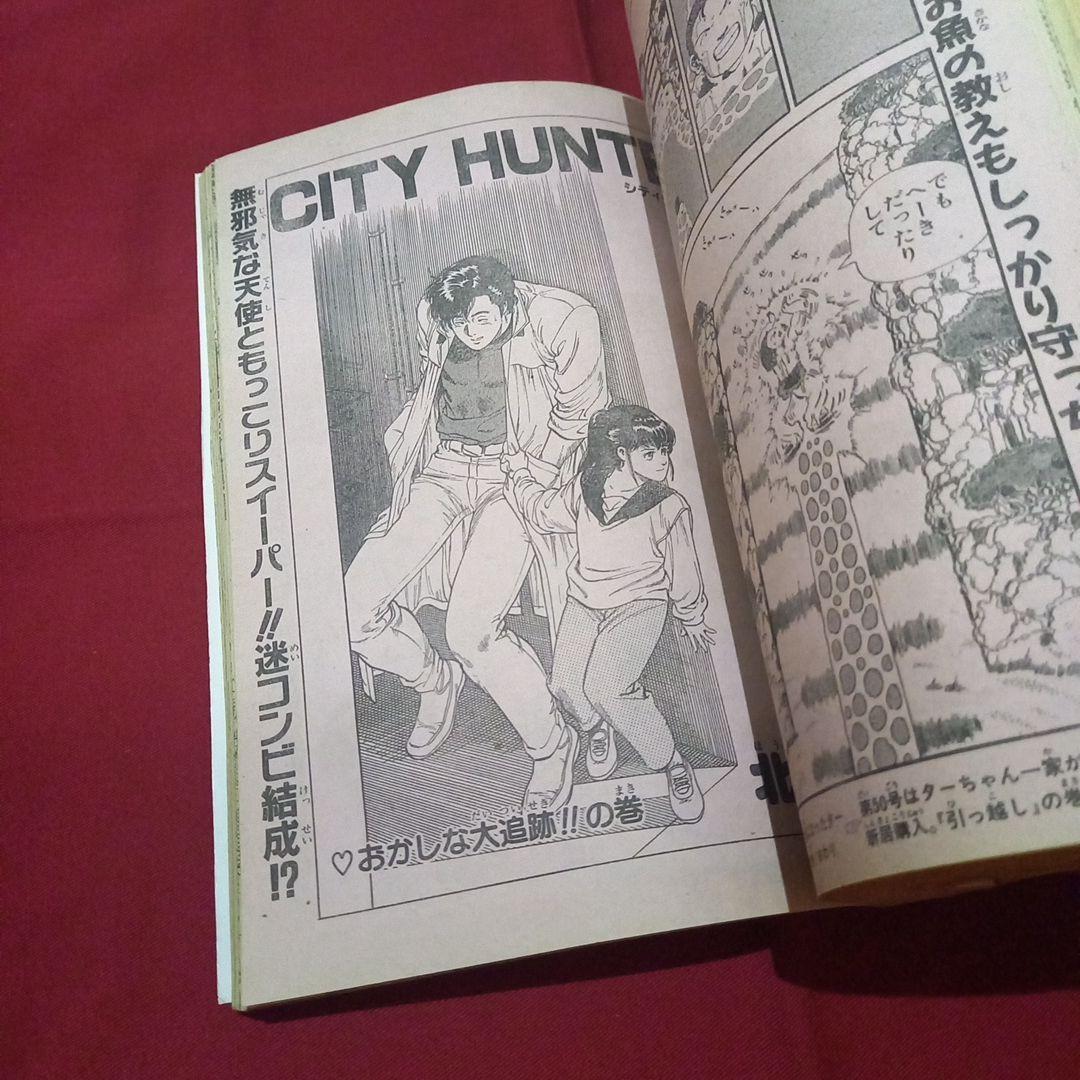 CITY HUNTE
シティ
無邪気な天使ともっこりスイーパー!!迷コンビ結成!?
♡おかしな大追跡!!の巻
北
お魚の教えもしっかり守っ
でも
へーき
だったり
して
第50号はターちゃん一家が
新居購入。『引っ越し』の巻